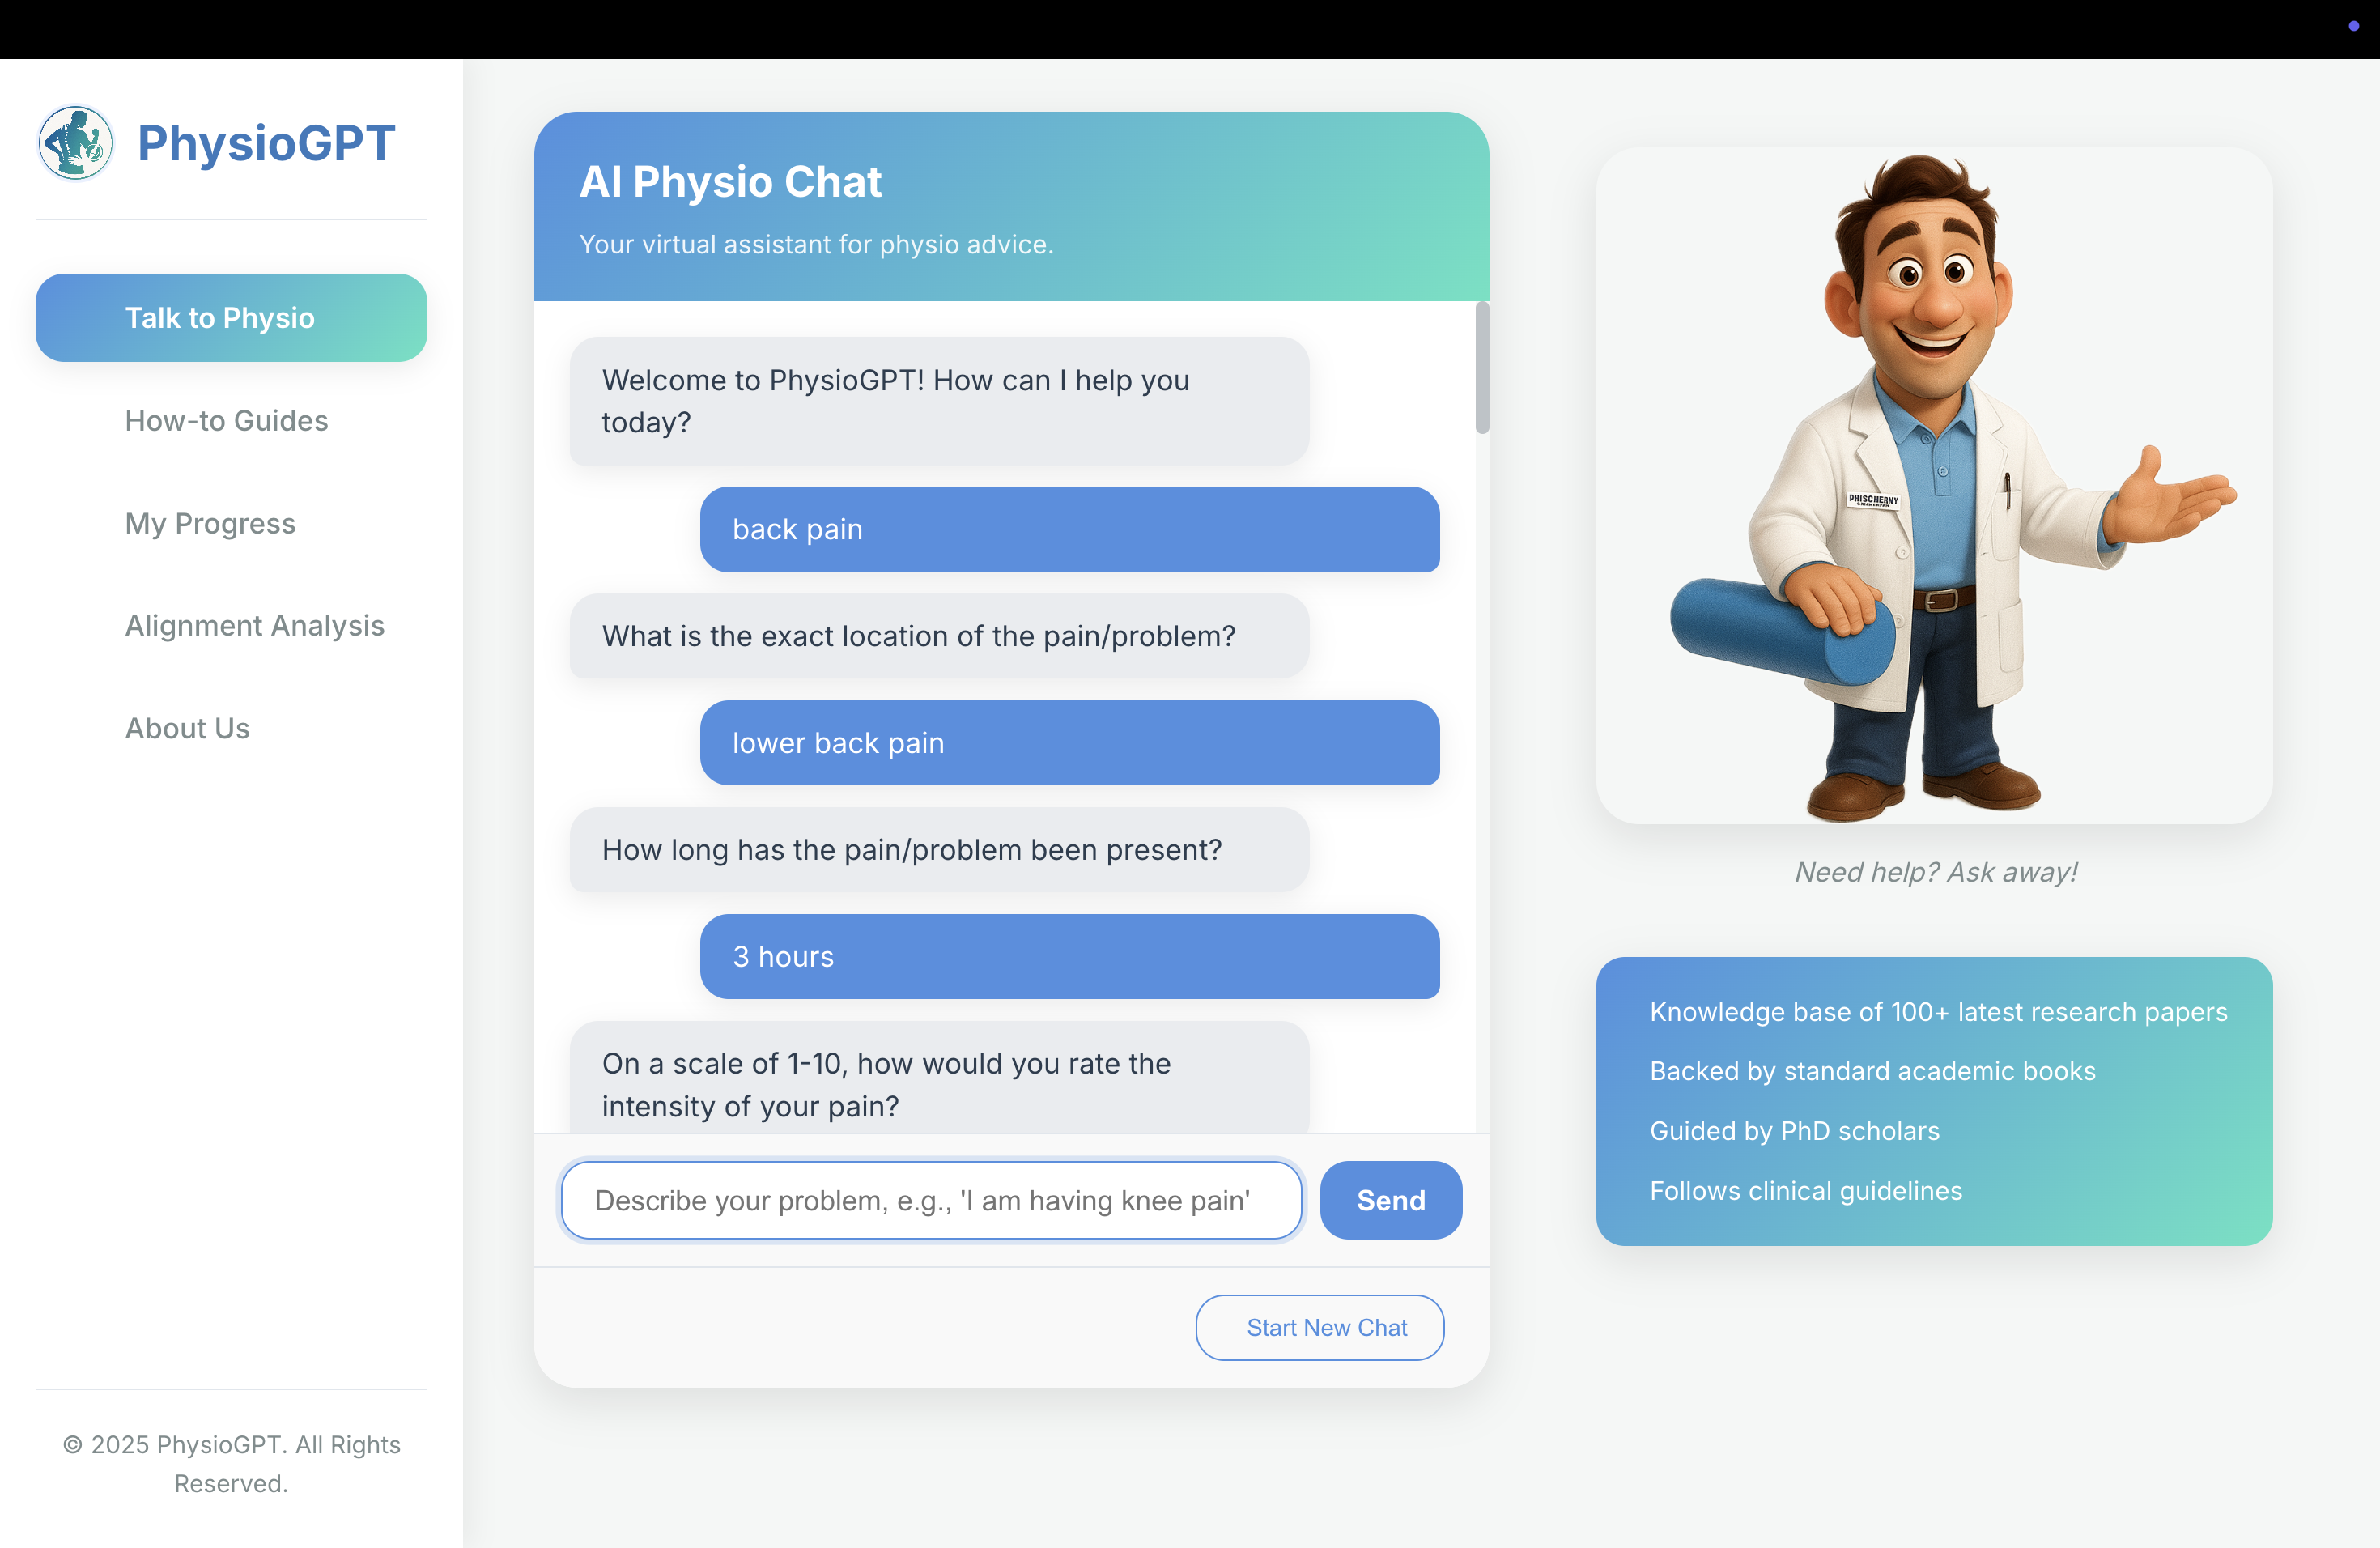 PhysioGPT
Talk to Physio
How-to Guides
My Progress
Alignment Analysis
About Us
© 2025 PhysioGPT. All Rights
Reserved.
AI Physio Chat
Your virtual assistant for physio advice.
Welcome to PhysioGPT! How can I help you
today?
back pain
What is the exact location of the pain/problem?
lower back pain
How long has the pain/problem been present?
3 hours
On a scale of 1-10, how would you rate the
intensity of your pain?
Describe your problem, e.g., 'I am having knee pain'
Send
Start New Chat
PHISCHERNY
Need help? Ask away!
Knowledge base of 100+ latest research papers
Backed by standard academic books
Guided by PhD scholars
Follows clinical guidelines